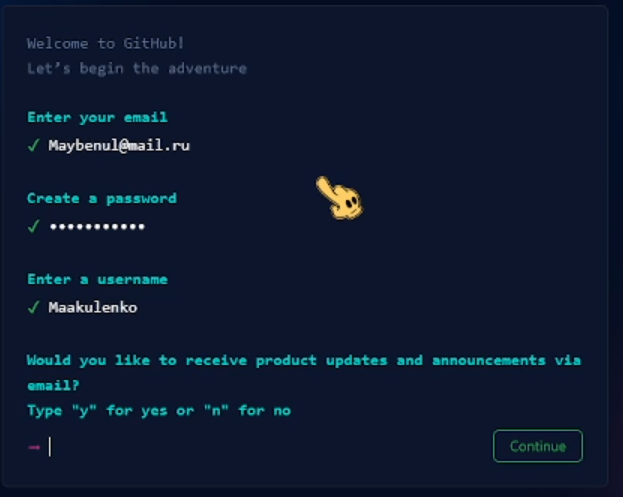 Welcome to GitHub!
Let’s begin the adventure
Enter your email
✓ Maybenul@mail.ru
Create a password
✓ •••••••••••
Enter a username
✓ Maakulenko
Would you like to receive product updates and announcements via
email?
Type "y" for yes or "n" for no
→
Continue